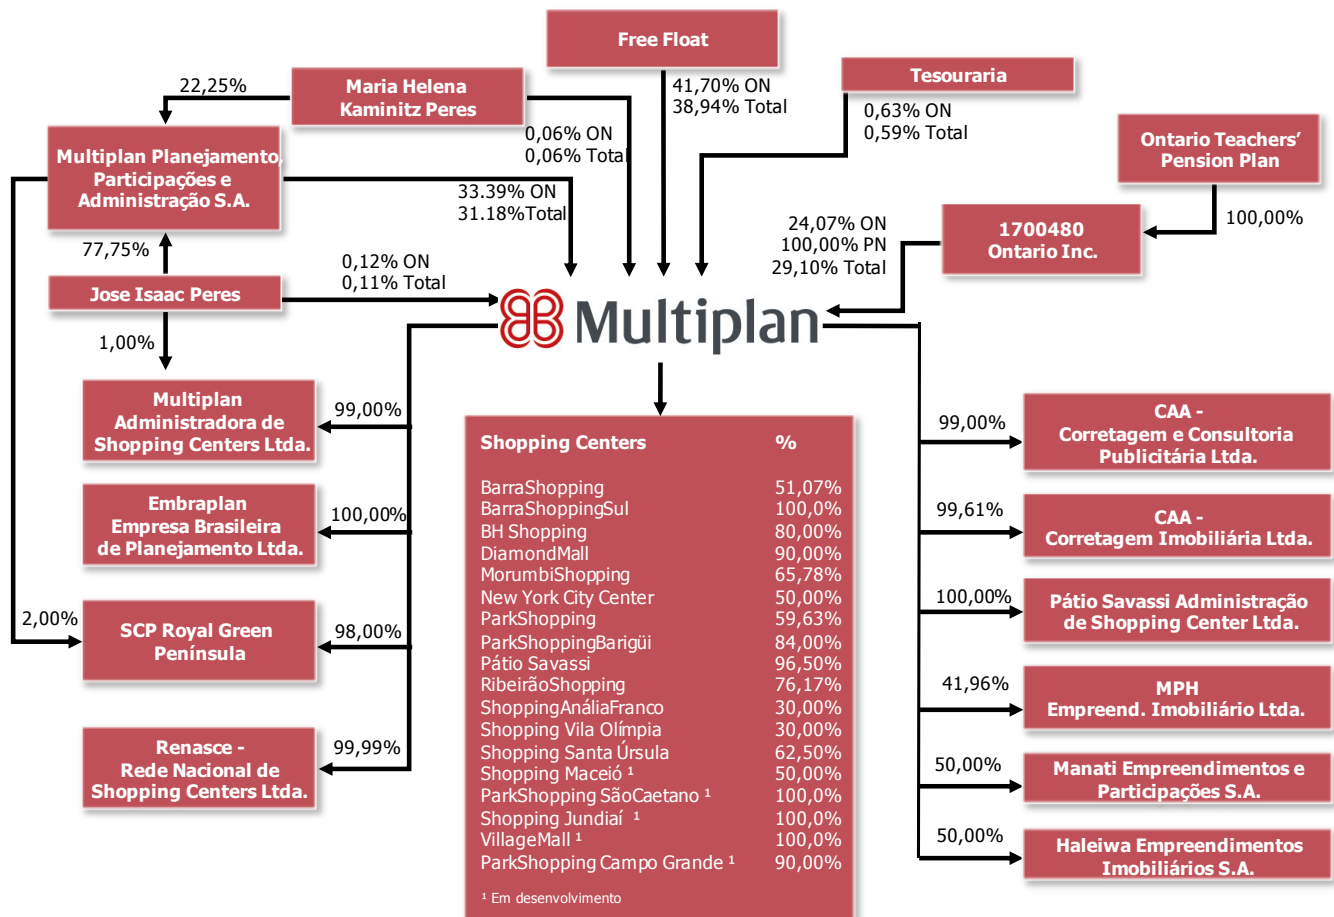 Free Float
41,70% ON
38,94% Total
Tesouraria
0,63% ON
0,59% Total
22,25%
Maria Helena
Kaminitz Peres
0,06% ON
0,06% Total
Ontario Teachers’
Pension Plan
100,00%
Multiplan Planejamento,
Participações e
Administração S.A.
33.39% ON
31.18%Total
24,07% ON
100,00% PN
29,10% Total
1700480
Ontario Inc.
77,75%
Jose Isaac Peres
0,12% ON
0,11% Total
Multiplan
1,00%
Multiplan
Administradora de
Shopping Centers Ltda.
99,00%
Embraplan
Empresa Brasileira
de Planejamento Ltda.
100,00%
2,00%
SCP Royal Green
Península
98,00%
Renasce -
Rede Nacional de
Shopping Centers Ltda.
99,99%
Shopping Centers %
BarraShopping 51,07%
BarraShoppingSul 100,0%
BH Shopping 80,00%
DiamondMall 90,00%
MorumbiShopping 65,78%
New York City Center 50,00%
ParkShopping 59,63%
ParkShoppingBarigüi 84,00%
Pátio Savassi 96,50%
RibeirãoShopping 76,17%
ShoppingAnáliaFranco 30,00%
Shopping Vila Olímpia 30,00%
Shopping Santa Úrsula 62,50%
Shopping Maceió ¹ 50,00%
ParkShopping SãoCaetano ¹ 100,0%
Shopping Jundiaí ¹ 100,0%
VillageMall ¹ 100,0%
ParkShopping Campo Grande ¹ 90,00%
¹ Em desenvolvimento
99,00%
CAA -
Corretagem e Consultoria
Publicitária Ltda.
99,61%
CAA -
Corretagem Imobiliária Ltda.
100,00%
Pátio Savassi Administração
de Shopping Center Ltda.
41,96%
MPH
Empreend. Imobiliário Ltda.
50,00%
Manati Empreendimentos e
Participações S.A.
50,00%
Haleiwa Empreendimentos
Imobiliários S.A.